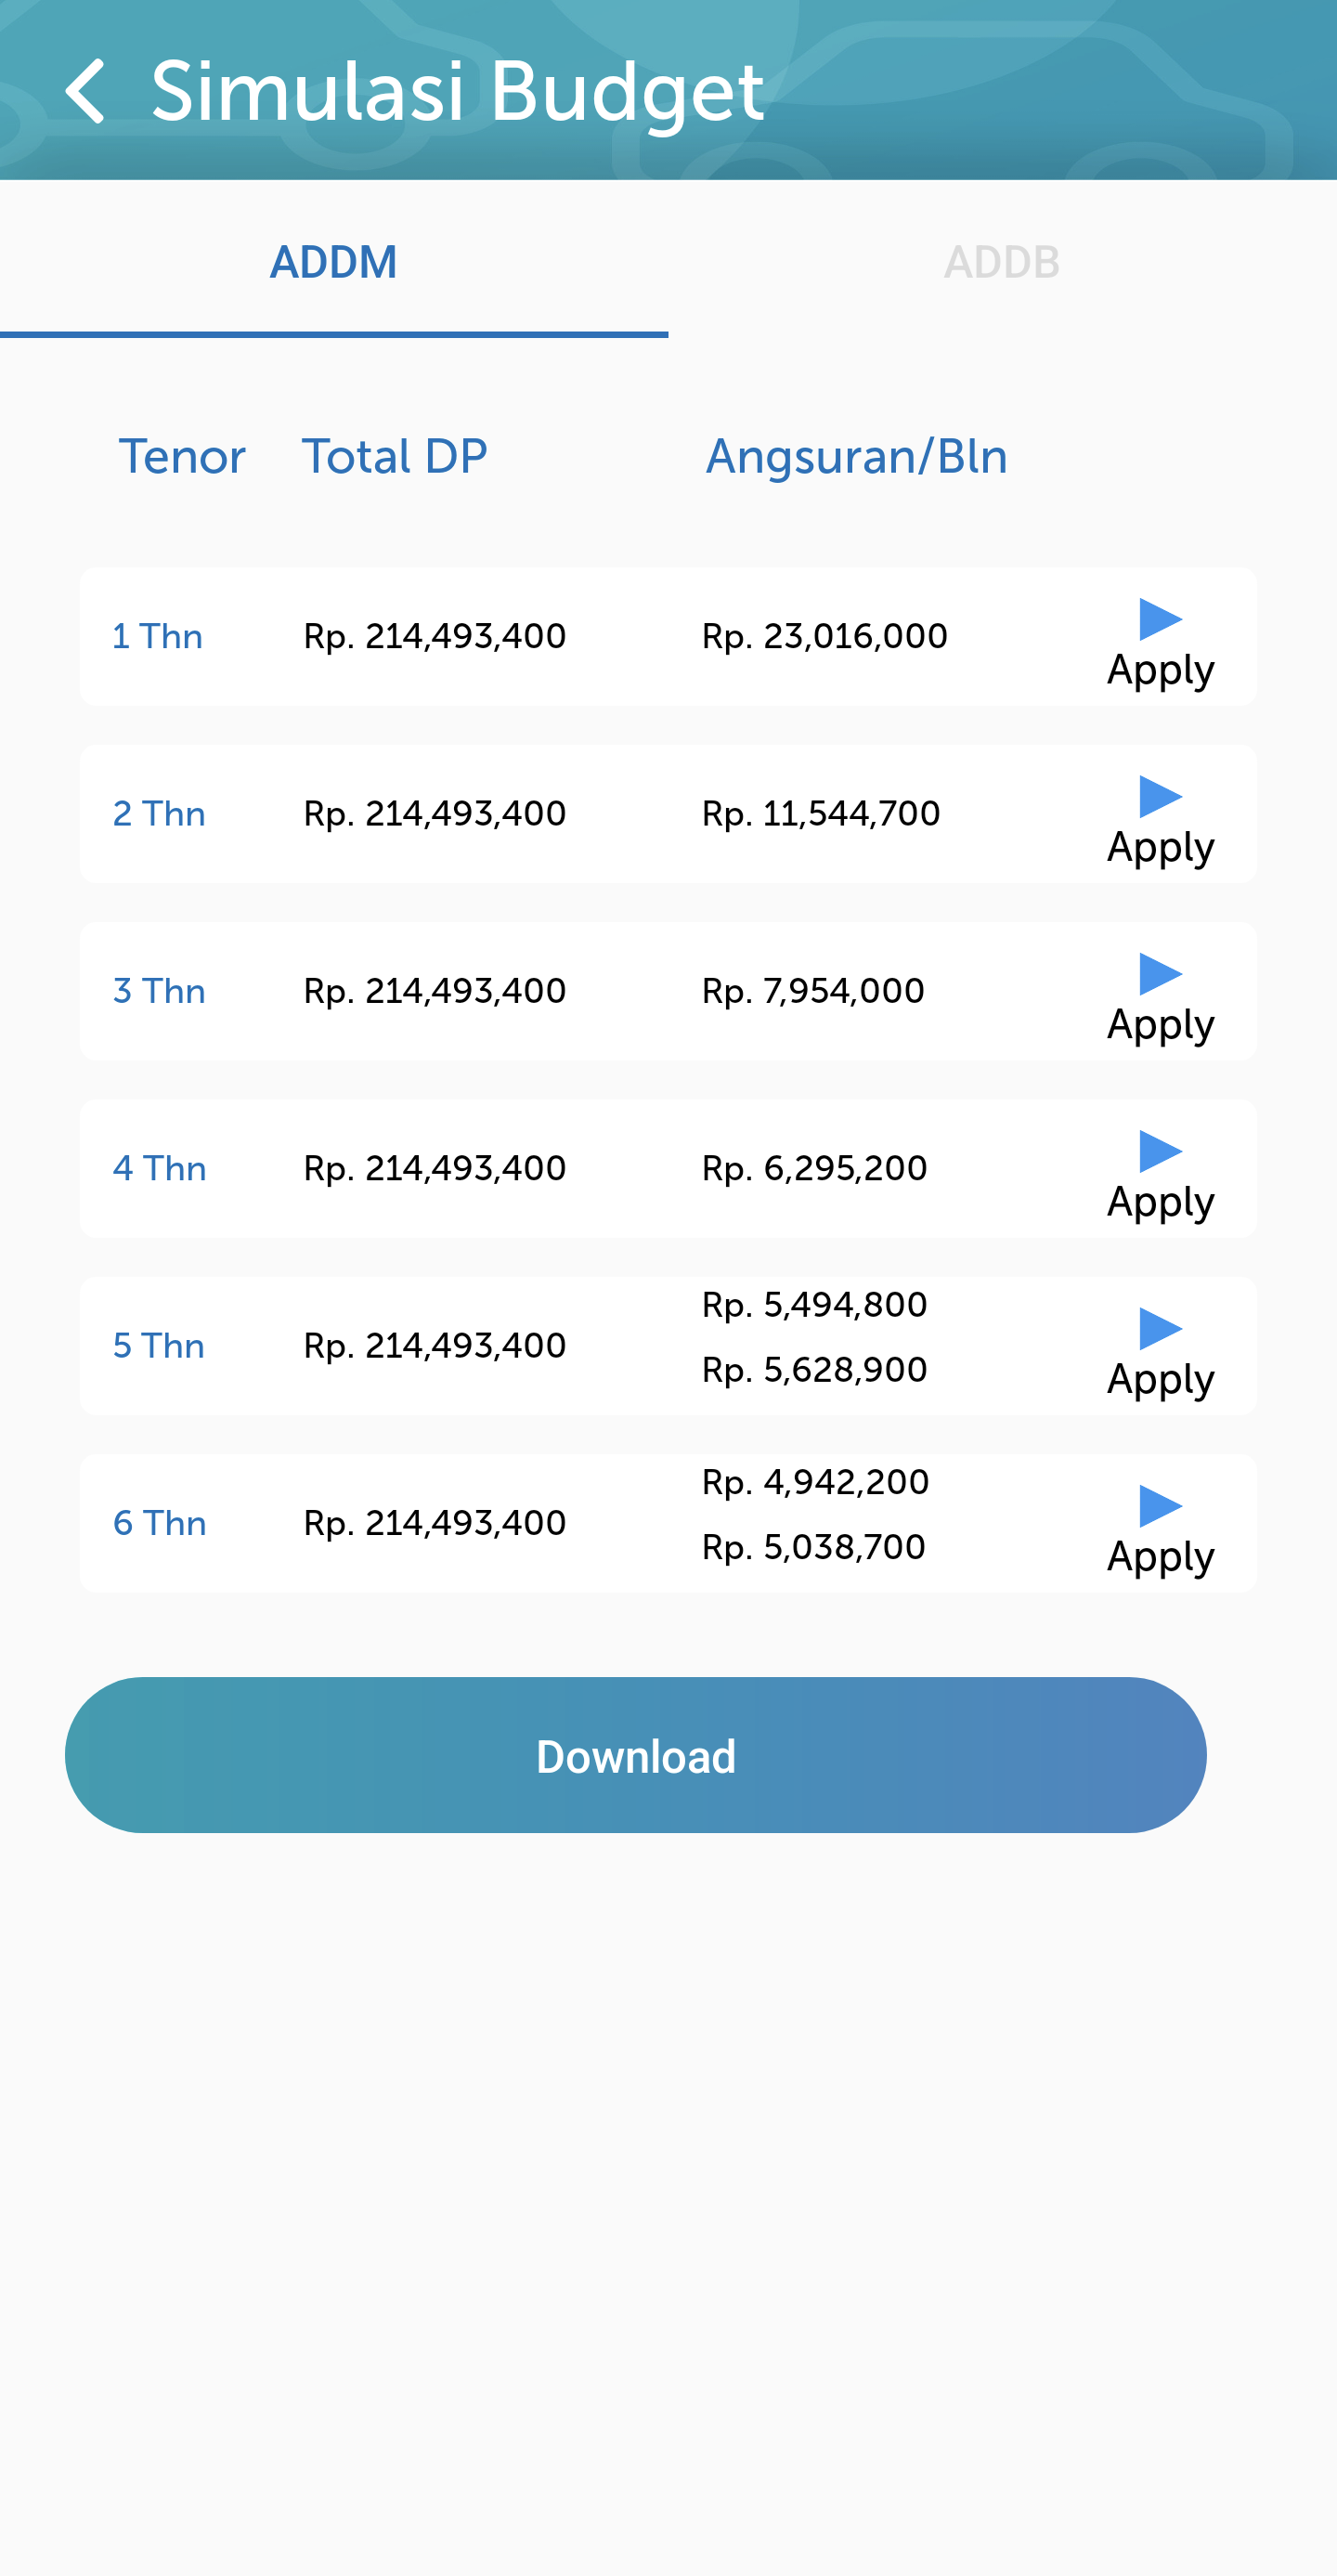 Simulasi Budget
ADDM ADDB
Tenor Total DP Angsuran/Bln
1 Thn Rp. 214,493,400 Rp. 23,016,000 Apply
2 Thn Rp. 214,493,400 Rp. 11,544,700 Apply
3 Thn Rp. 214,493,400 Rp. 7,954,000 Apply
4 Thn Rp. 214,493,400 Rp. 6,295,200 Apply
Rp. 5,494,800
5 Thn Rp. 214,493,400
Rp. 5,628,900 Apply
Rp. 4,942,200
6 Thn Rp. 214,493,400
Rp. 5,038,700 Apply
Download